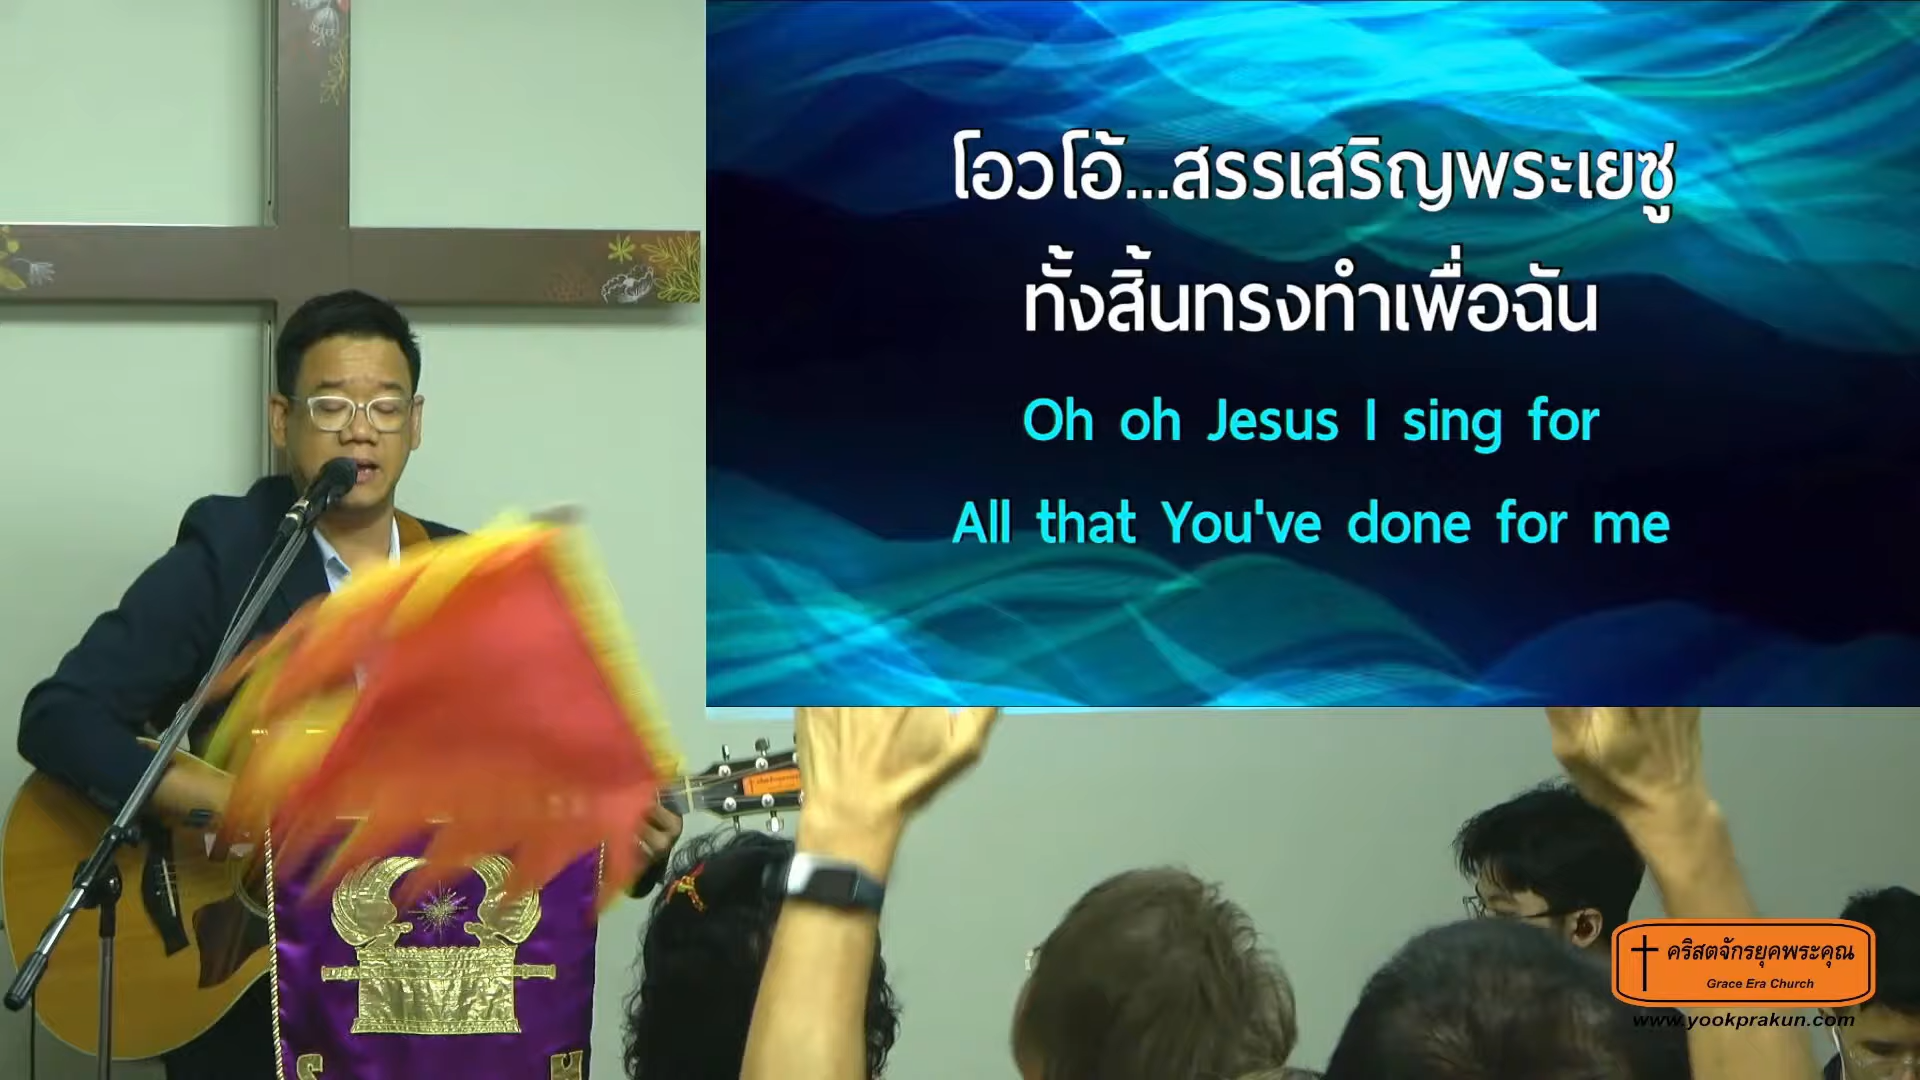 โอวโอ้...สรรเสริญพระเยซู
ทั้งสิ้นทรงทำเพื่อฉัน
Oh oh Jesus I sing for
All that You've done for me
คริสตจักรยุคพระคุณ
Grace Era Church
www.yookprakun.com